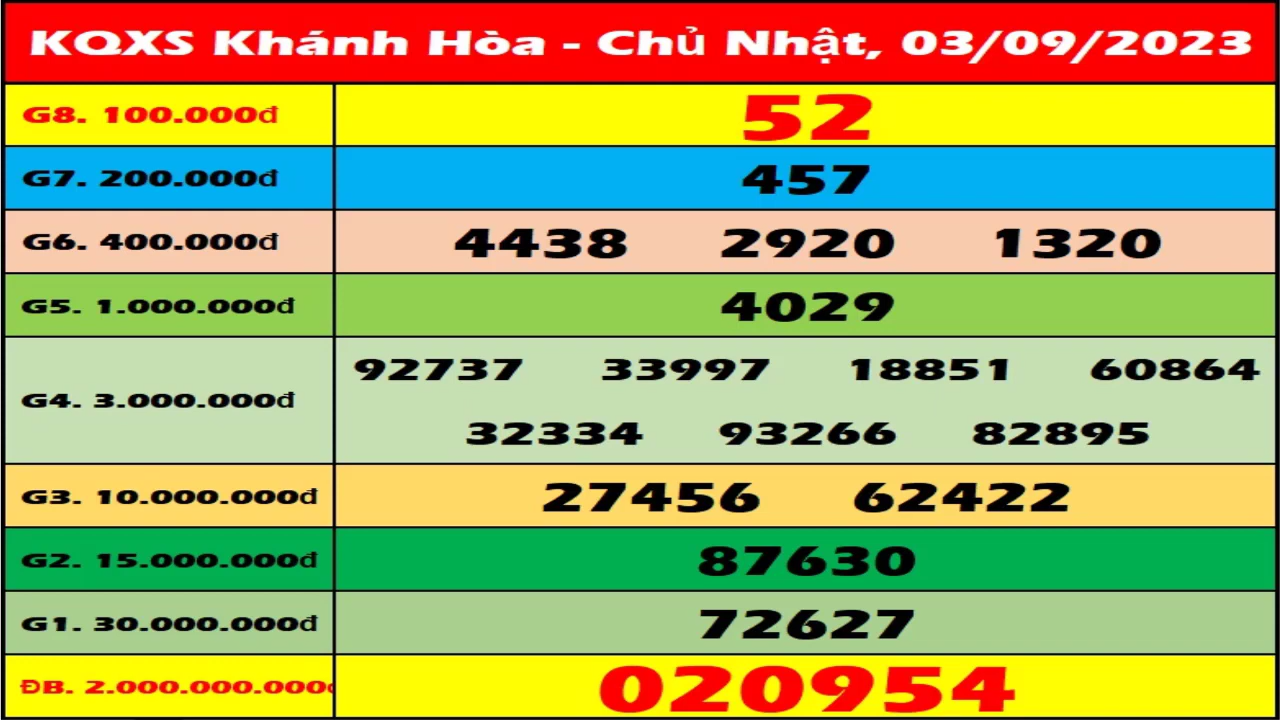 KQXS Khánh Hòa - Chủ Nhật, 03/09/2023
G8. 100.000đ 52
G7. 200.000đ 457
G6. 400.000đ 4438 2920 1320
G5. 1.000.000đ 4029
G4. 3.000.000đ 92737 33997 18851 60864
32334 93266 82895
G3. 10.000.000đ 27456 62422
G2. 15.000.000đ 87630
G1. 30.000.000đ 72627
ĐB. 2.000.000.000đ 020954